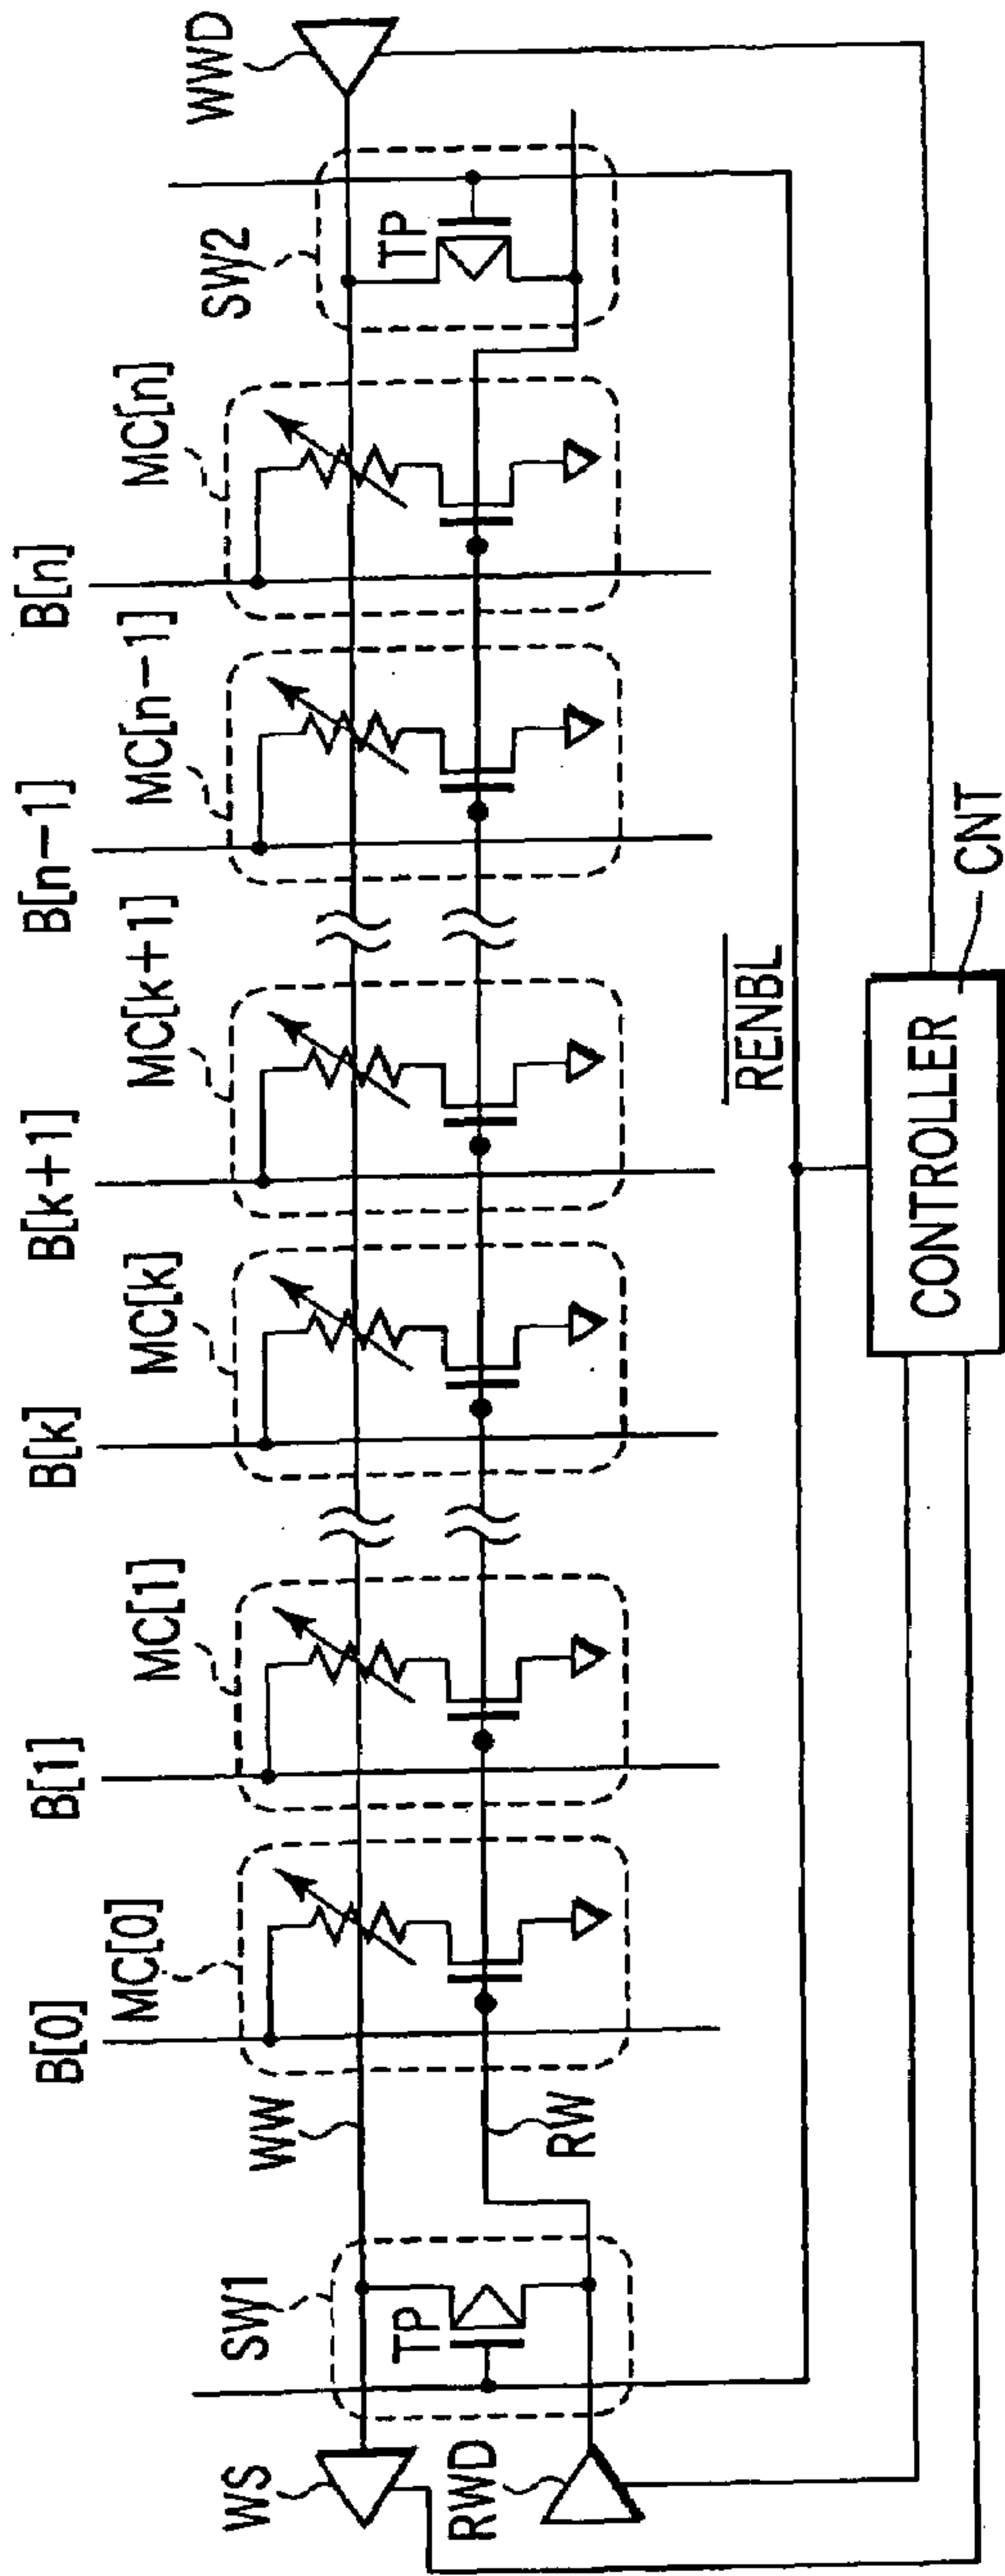 B[0]
B[1]
B[k]
B[k+1]
B[n-1]
B[n]
MC[0]
MC[1]
MC[k]
MC[k+1]
MC[n-1]
MC[n]
SW1
WW
SW2
WWD
WS
TP
TP
RWD
RW
RENBL
CONTROLLER
CNT